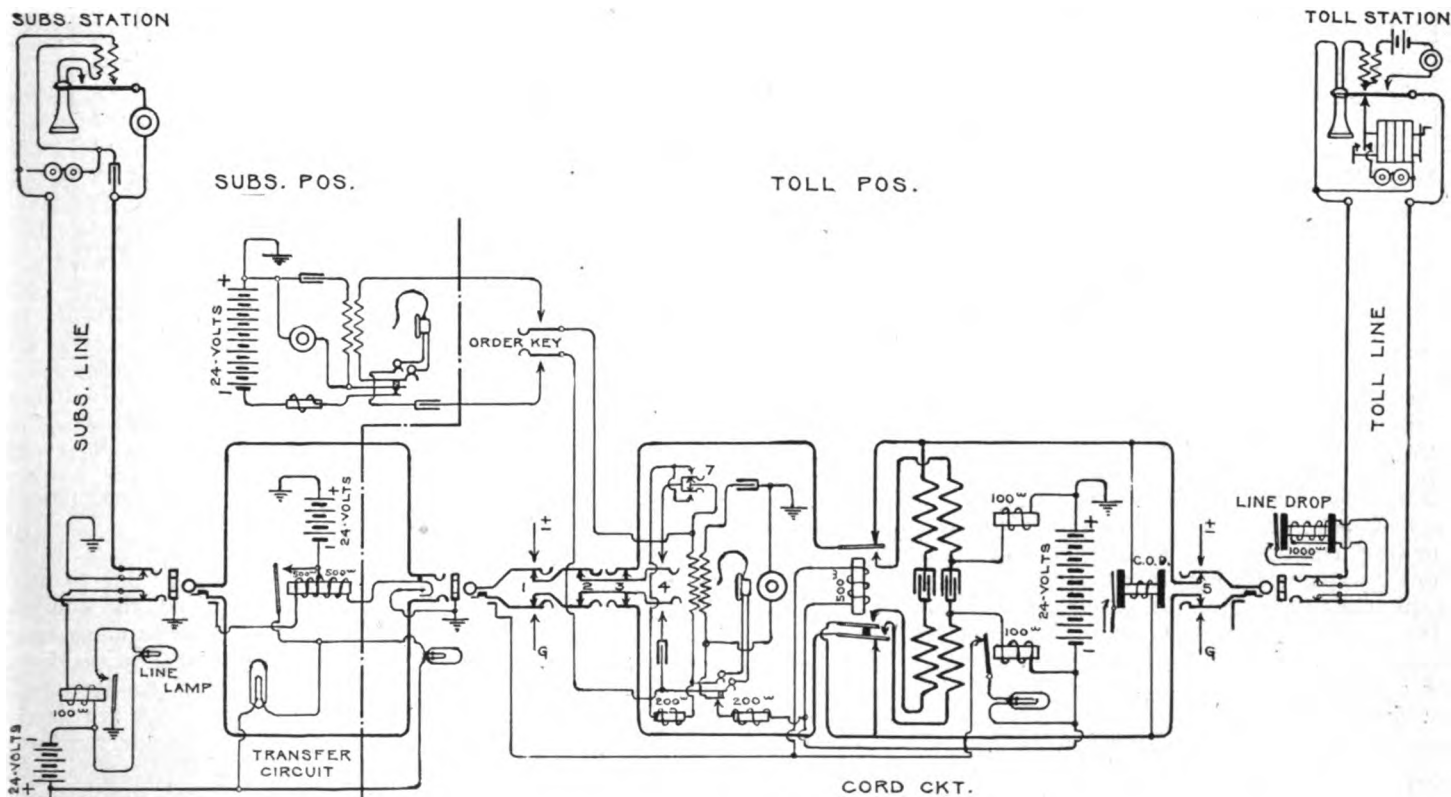 SUBS. STATION
TOLL STATION
SUBS. POS.
TOLL POS.
SUBS. LINE
24-VOLTS
+
-
ORDER KEY
TOLL LINE
24-VOLTS
+
-
500ω 500ω
LINE LAMP
100ω
24-VOLTS
-
+
TRANSFER
CIRCUIT
±
1
2
3
4
G
7
200ω
200ω
3
500
100ω
100ω
24-VOLTS
+
-
C.O.D.
±
5
G
LINE DROP
1000ω
CORD CKT.